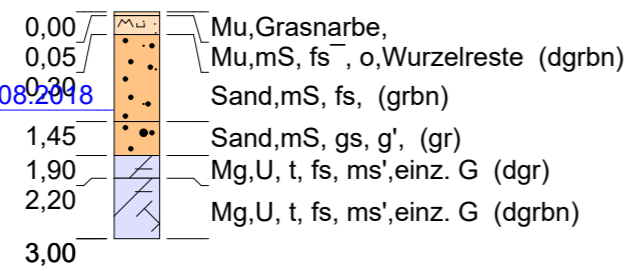 0,00 Mu,Grasnarbe,
0,05 Mu,mS, fs¯, o,Wurzelreste (dgrbn)
0,30
08.2018
Mu
Sand,mS, fs, (grbn)
1,45 Sand,mS, gs, g', (gr)
1,90 Mg,U, t, fs, ms',einz. G (dgr)
2,20 Mg,U, t, fs, ms',einz. G (dgrbn)
3,00